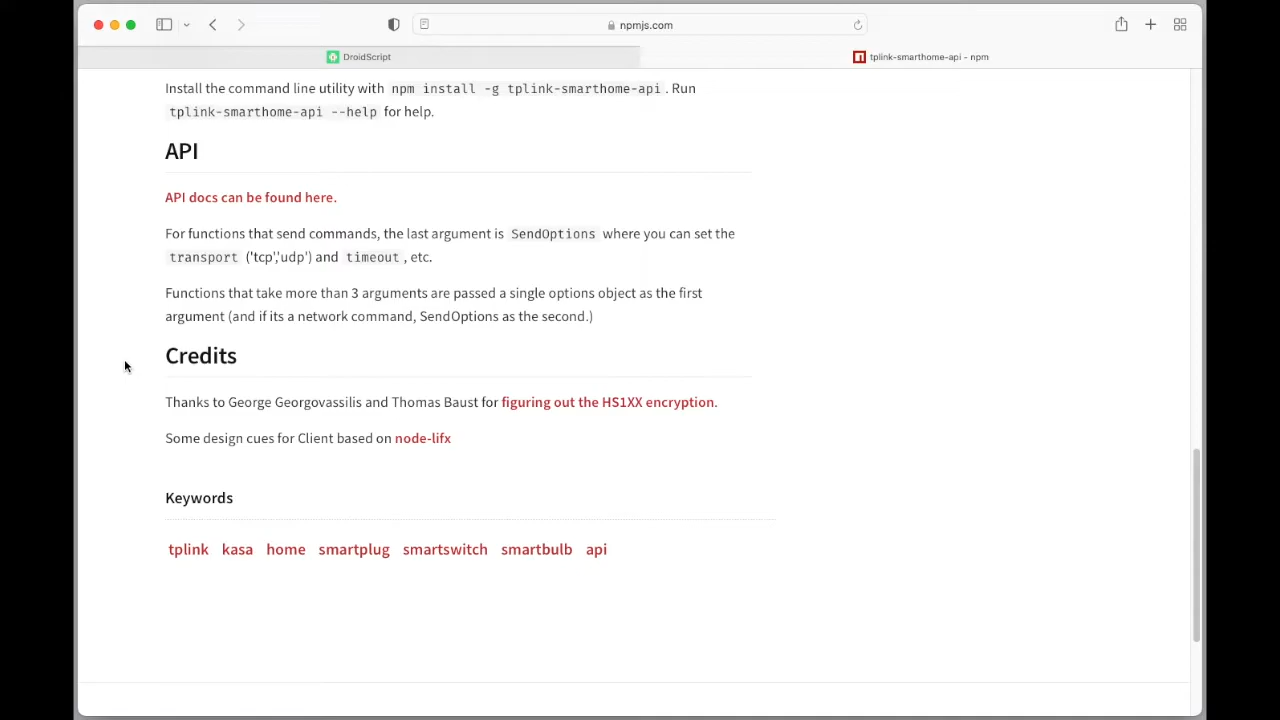 npmjs.com
DroidScript
tplink-smarthome-api - npm
Install the command line utility with npm install -g tplink-smarthome-api. Run
tplink-smarthome-api --help for help.
API
API docs can be found here.
For functions that send commands, the last argument is SendOptions where you can set the
transport ('tcp','udp') and timeout, etc.
Functions that take more than 3 arguments are passed a single options object as the first
argument (and if its a network command, SendOptions as the second.)
Credits
Thanks to George Georgovassilis and Thomas Baust for figuring out the HS1XX encryption.
Some design cues for Client based on node-lifx
Keywords
tplink kasa home smartplug smartswitch smartbulb api